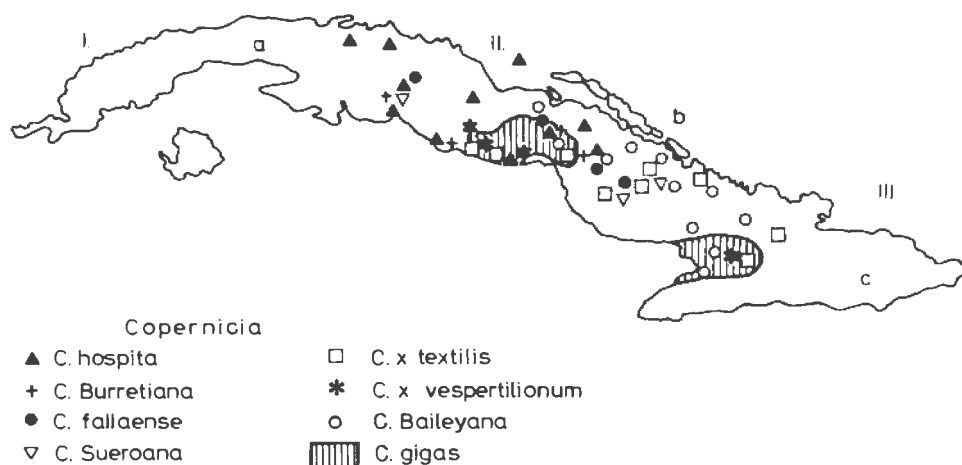 I.
a
II.
b
III
c
Copernicia
C. hospita
C. Burretiana
C. fallaense
C. Sueroana
C. x textilis
C. x vespertilionum
C. Baileyana
C. gigas